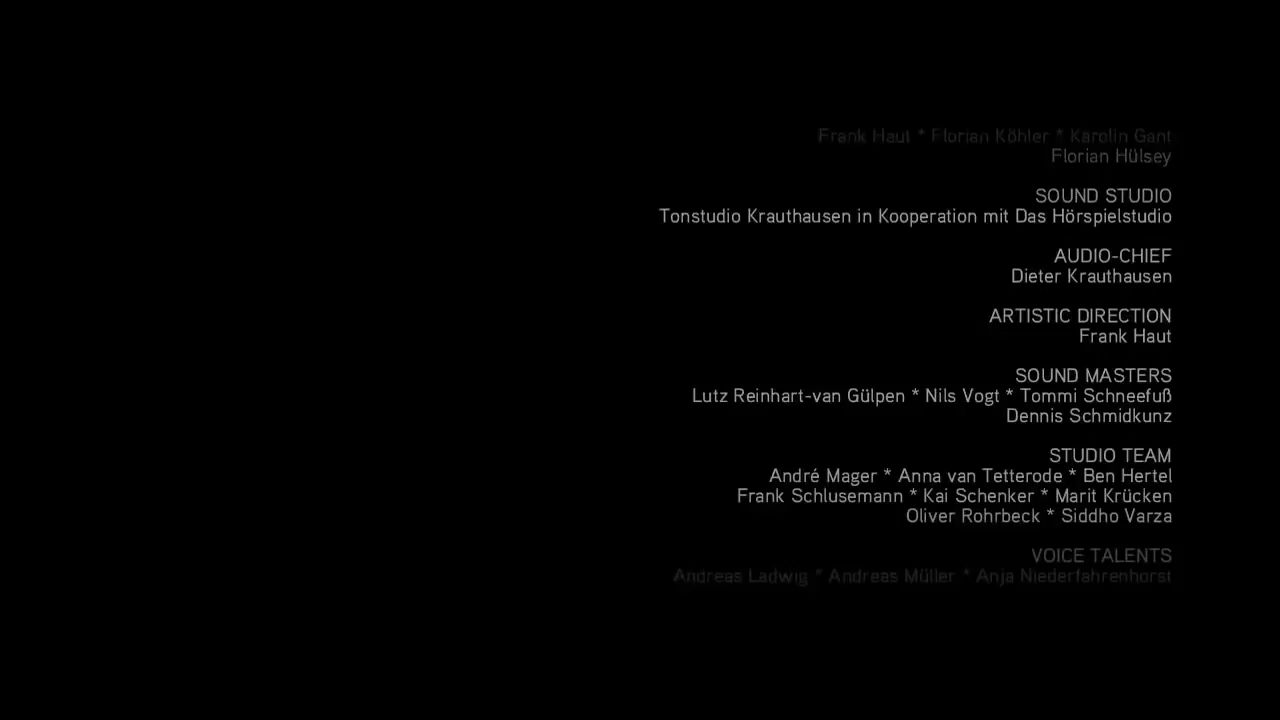 Frank Haut * Florian Köhler * Karolin Gant
Florian Hülsey
SOUND STUDIO
Tonstudio Krauthausen in Kooperation mit Das Hörspielstudio
AUDIO-CHIEF
Dieter Krauthausen
ARTISTIC DIRECTION
Frank Haut
SOUND MASTERS
Lutz Reinhart-van Gülpen * Nils Vogt * Tommi Schneefuß
Dennis Schmidkunz
STUDIO TEAM
André Mager * Anna van Tetterode * Ben Hertel
Frank Schlusemann * Kai Schenker * Marit Krücken
Oliver Rohrbeck * Siddho Varza
VOICE TALENTS
Andreas Ladwig * Andreas Müller * Anja Niederfahrenhorst